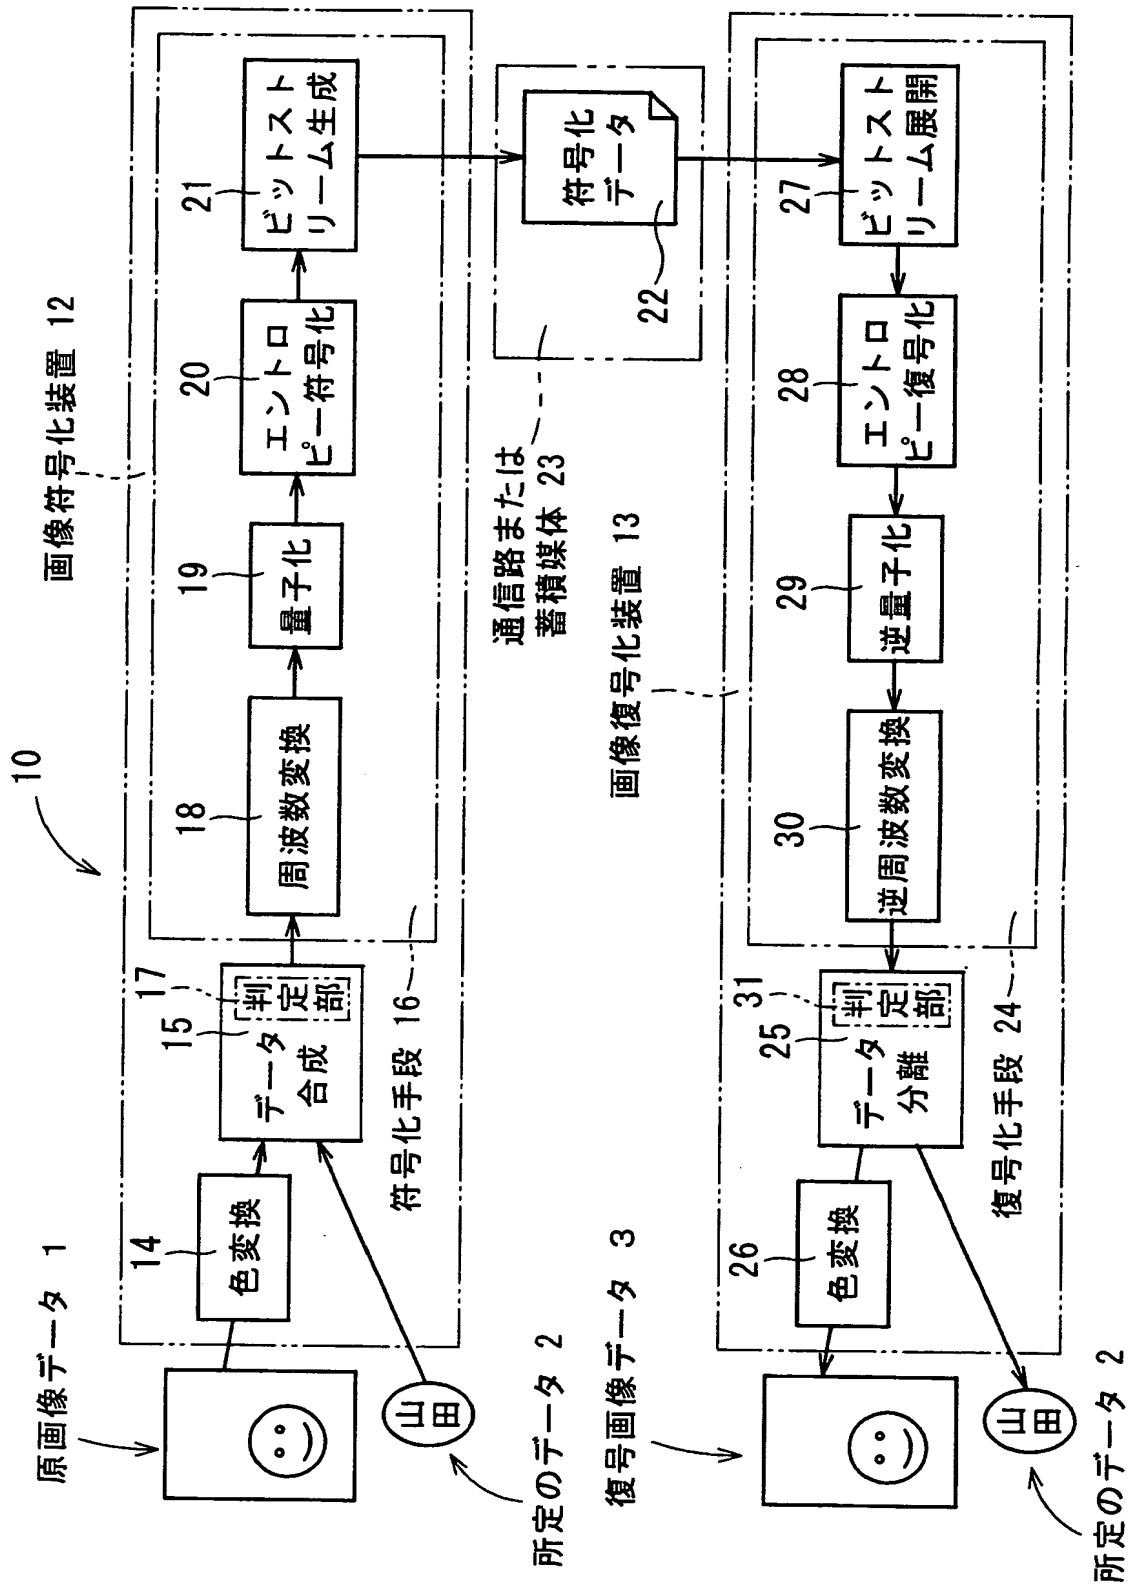 10
画像符号化装置 12
原画像データ 1
14
色変換
15
データ
合成
17
判
定
部
18
周波数変換
19
量子化
20
エントロ
ピー符号化
21
ビットスト
リーム生成
符号化手段 16
所定のデータ 2
山
田
通信路または
蓄積媒体 23
符号化
データ
22
画像復号化装置 13
復号画像データ 3
26
色変換
25
データ
分離
31
判
定
部
30
逆周波数変換
29
逆量子化
28
エントロ
ピー復号化
27
ビットスト
リーム展開
復号化手段 24
所定のデータ 2
山
田